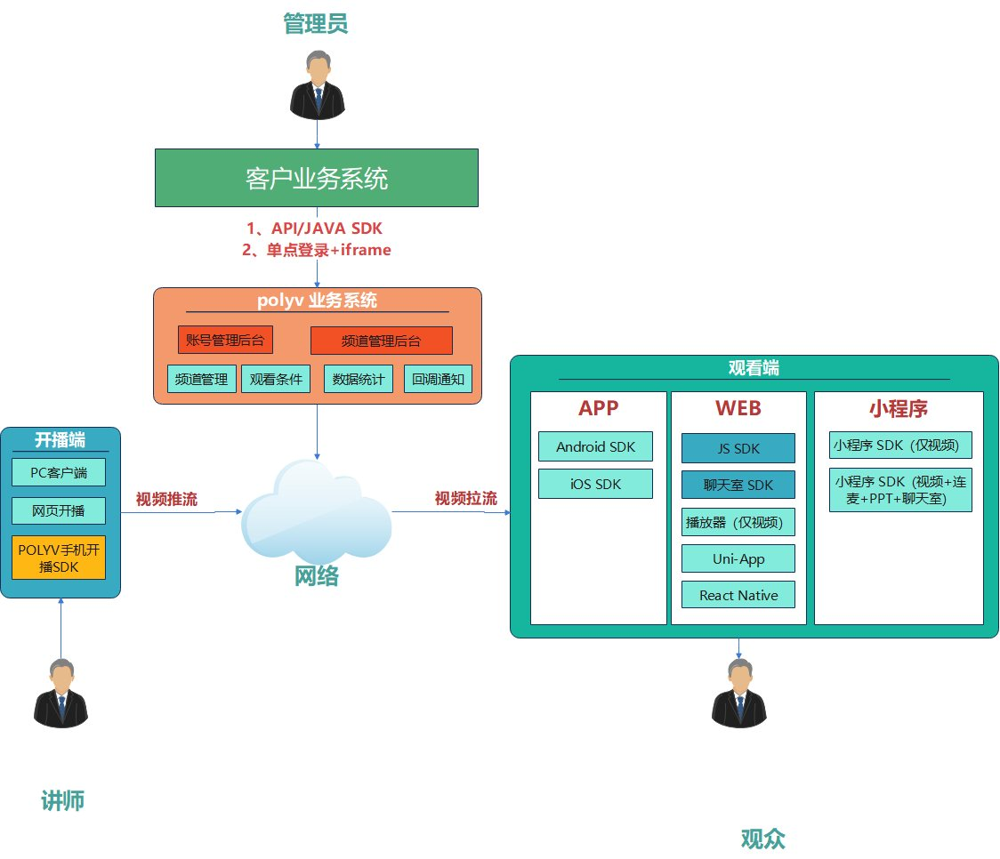 管理员
客户业务系统
1、API/JAVA SDK
2、单点登录+iframe
polyv 业务系统
账号管理后台
频道管理后台
频道管理
观看条件
数据统计
回调通知
开播端
PC客户端
网页开播
POLYV手机开
播SDK
视频推流
网络
视频拉流
观看端
APP
Android SDK
iOS SDK
WEB
JS SDK
聊天室 SDK
播放器（仅视频）
Uni-App
React Native
小程序
小程序 SDK（仅视频)
小程序 SDK（视频+连
麦+PPT+聊天室)
讲师
观众